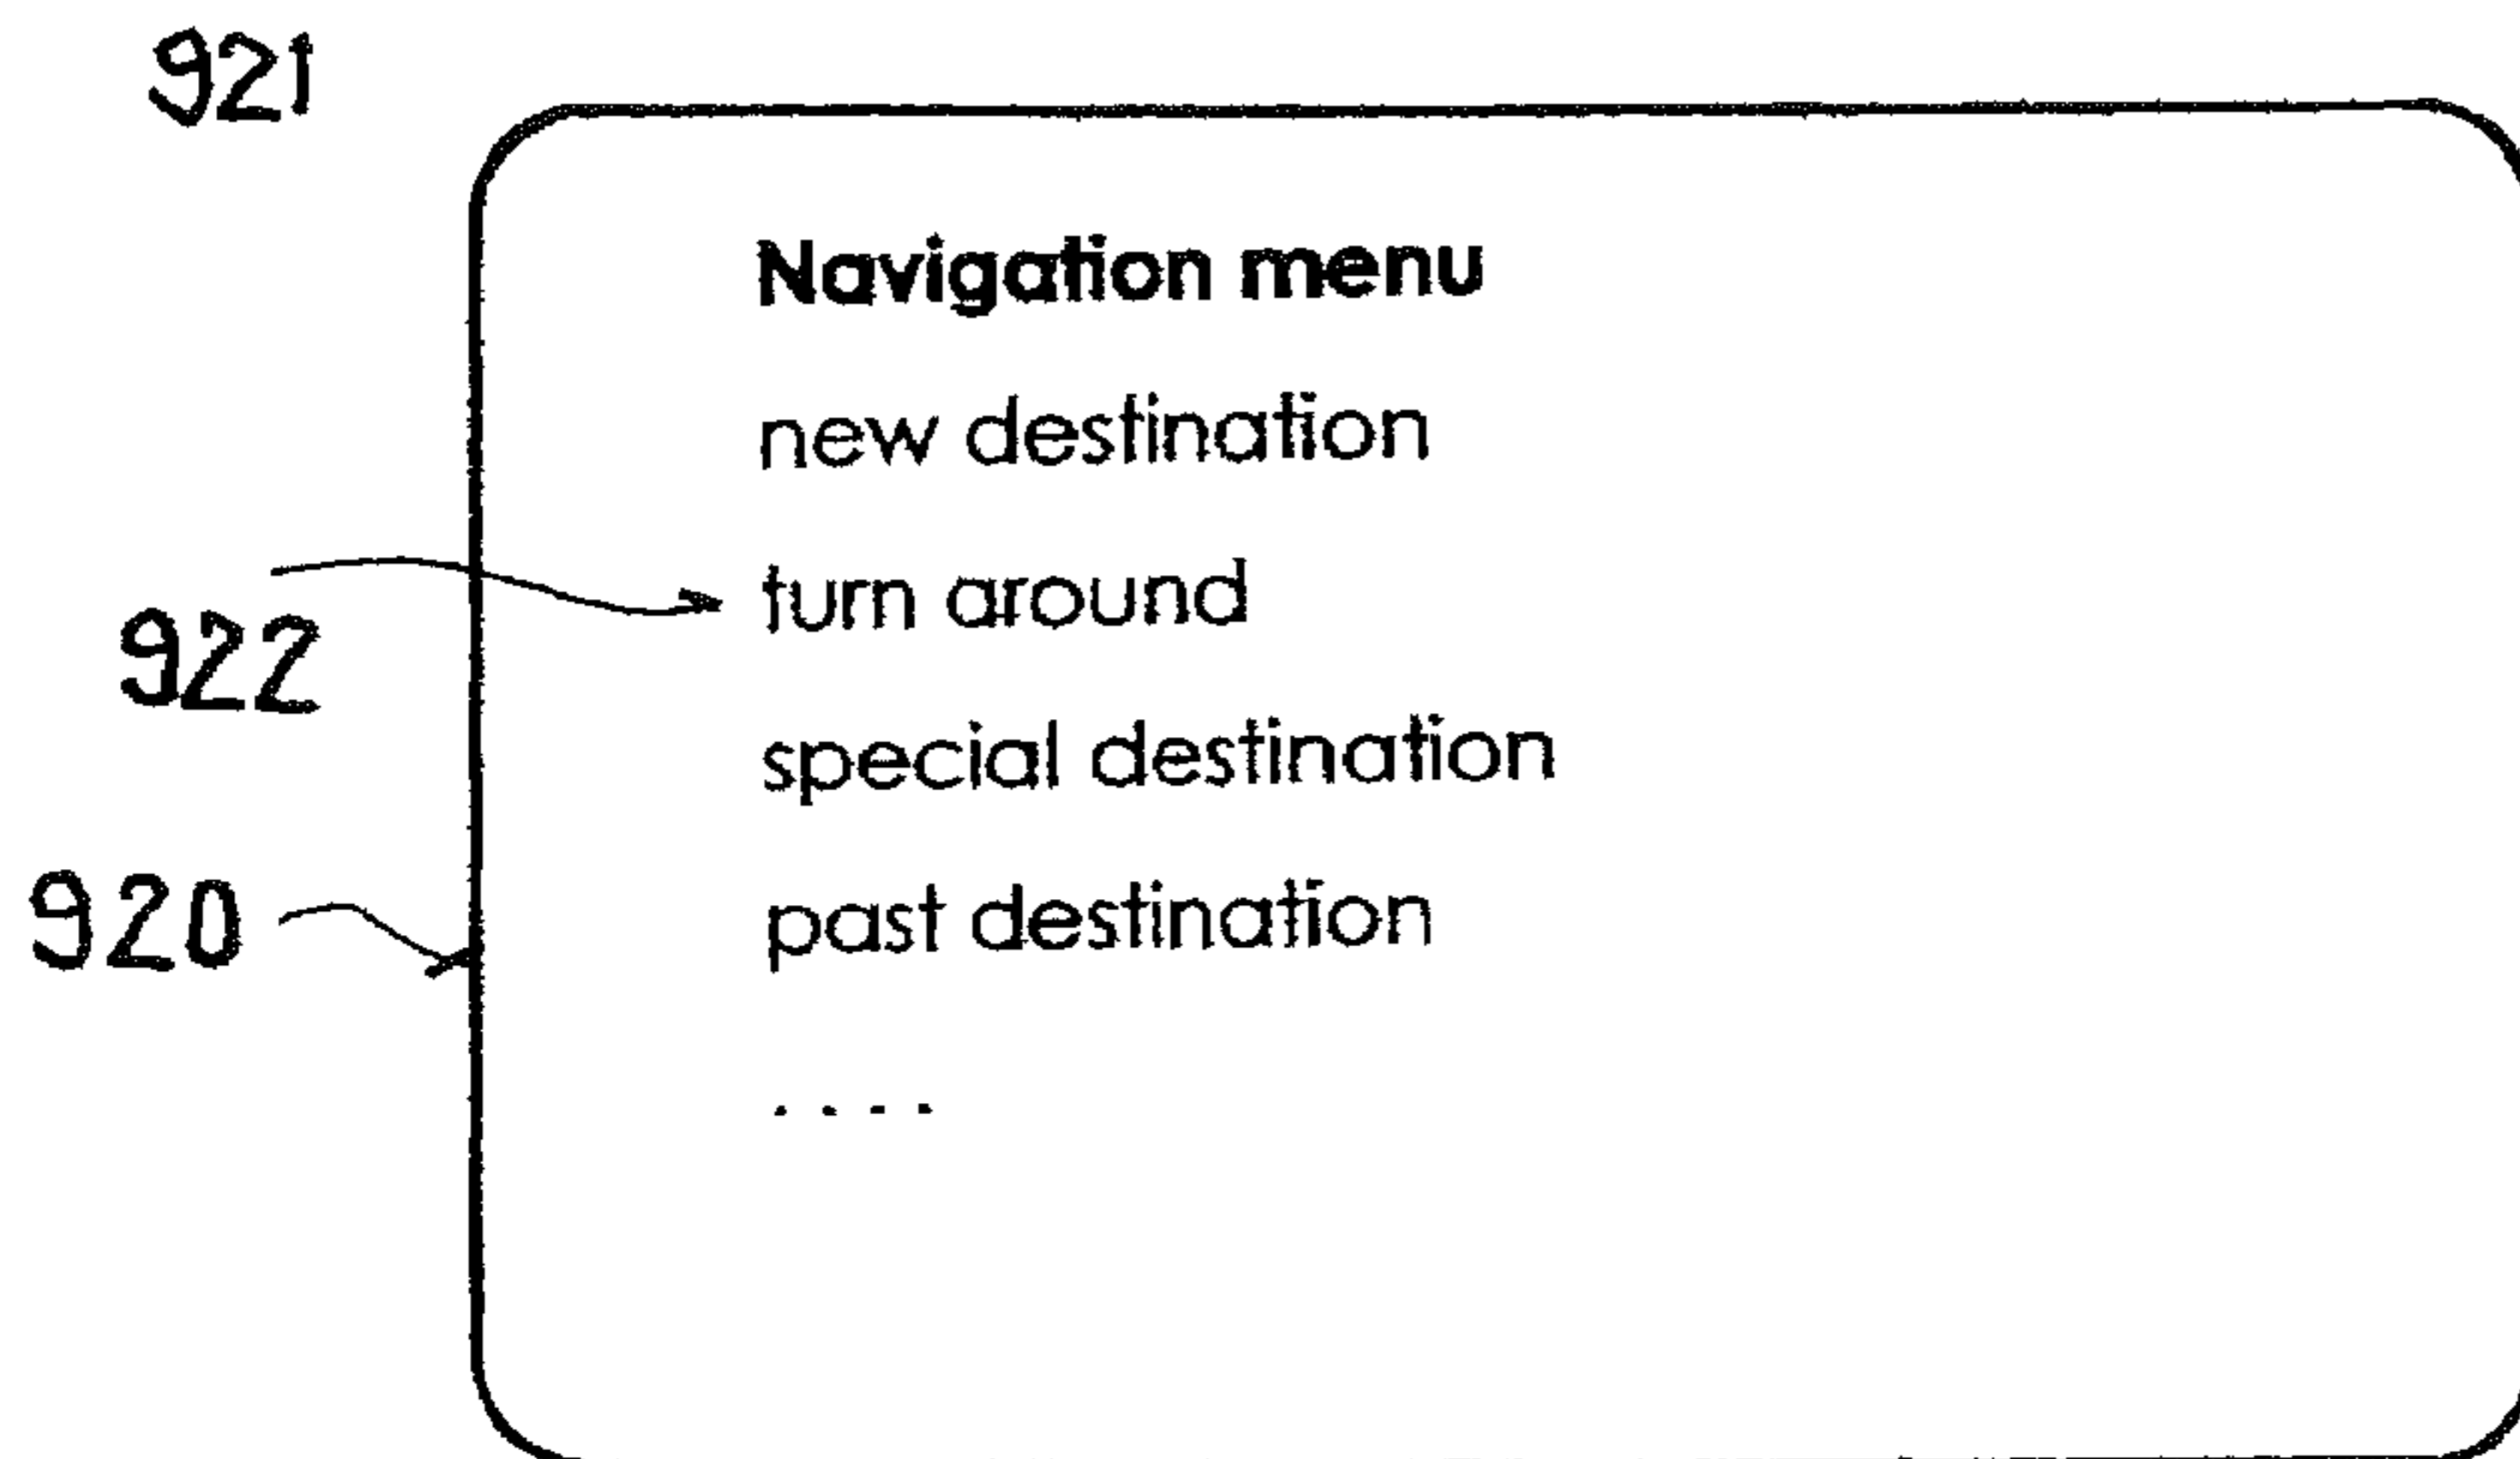 921
Navigation menu
new destination
turn around
922
special destination
920
past destination
....